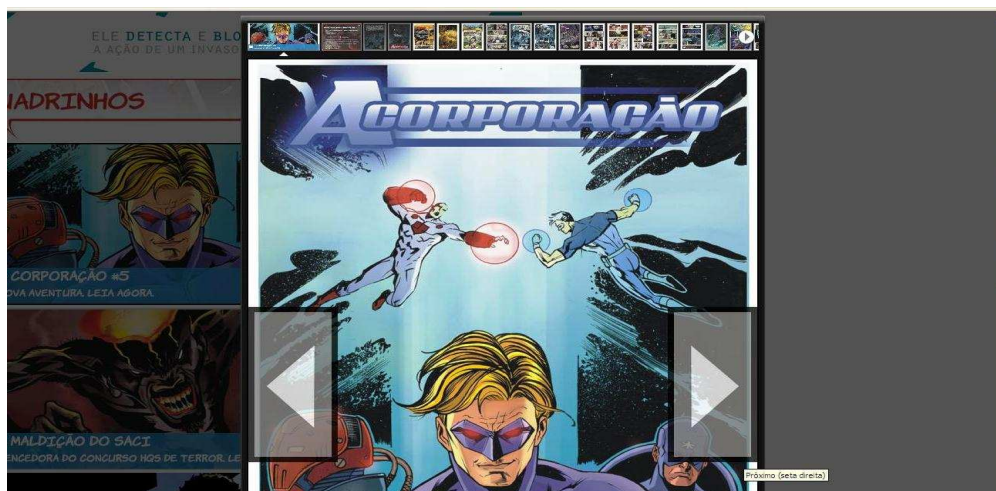 ELE DETECTA E BLO
A AÇÃO DE UM INVASO
UADRINHOS
A CORPORAÇÃO
CORPORAÇÃO #5
OVA AVENTURA. LEIA AGORA.
MALDIÇÃO DO SACI
ENCEDORA DO CONCURSO HQS DE TERROR. LE
Próximo (seta direita)